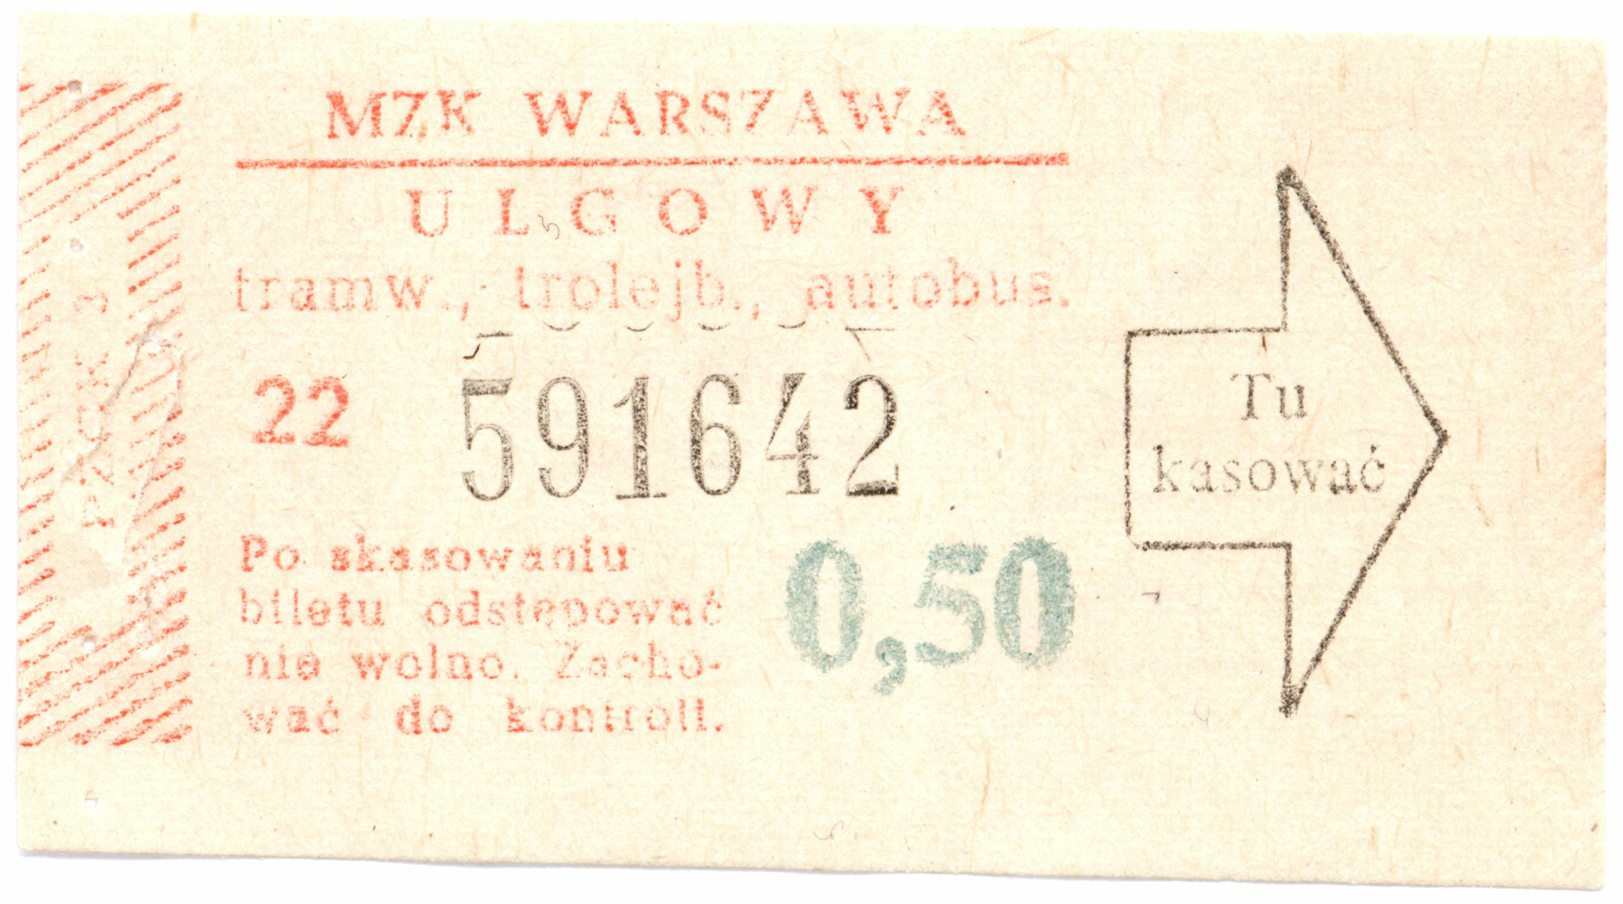 MZK WARSZAWA
ULGOWY
tramw., trolejb., autobus.
22 591642
Po skasowaniu
biletu odstępować
nie wolno. Zacho-
wać do kontroli.
0,50
Tu
kasować